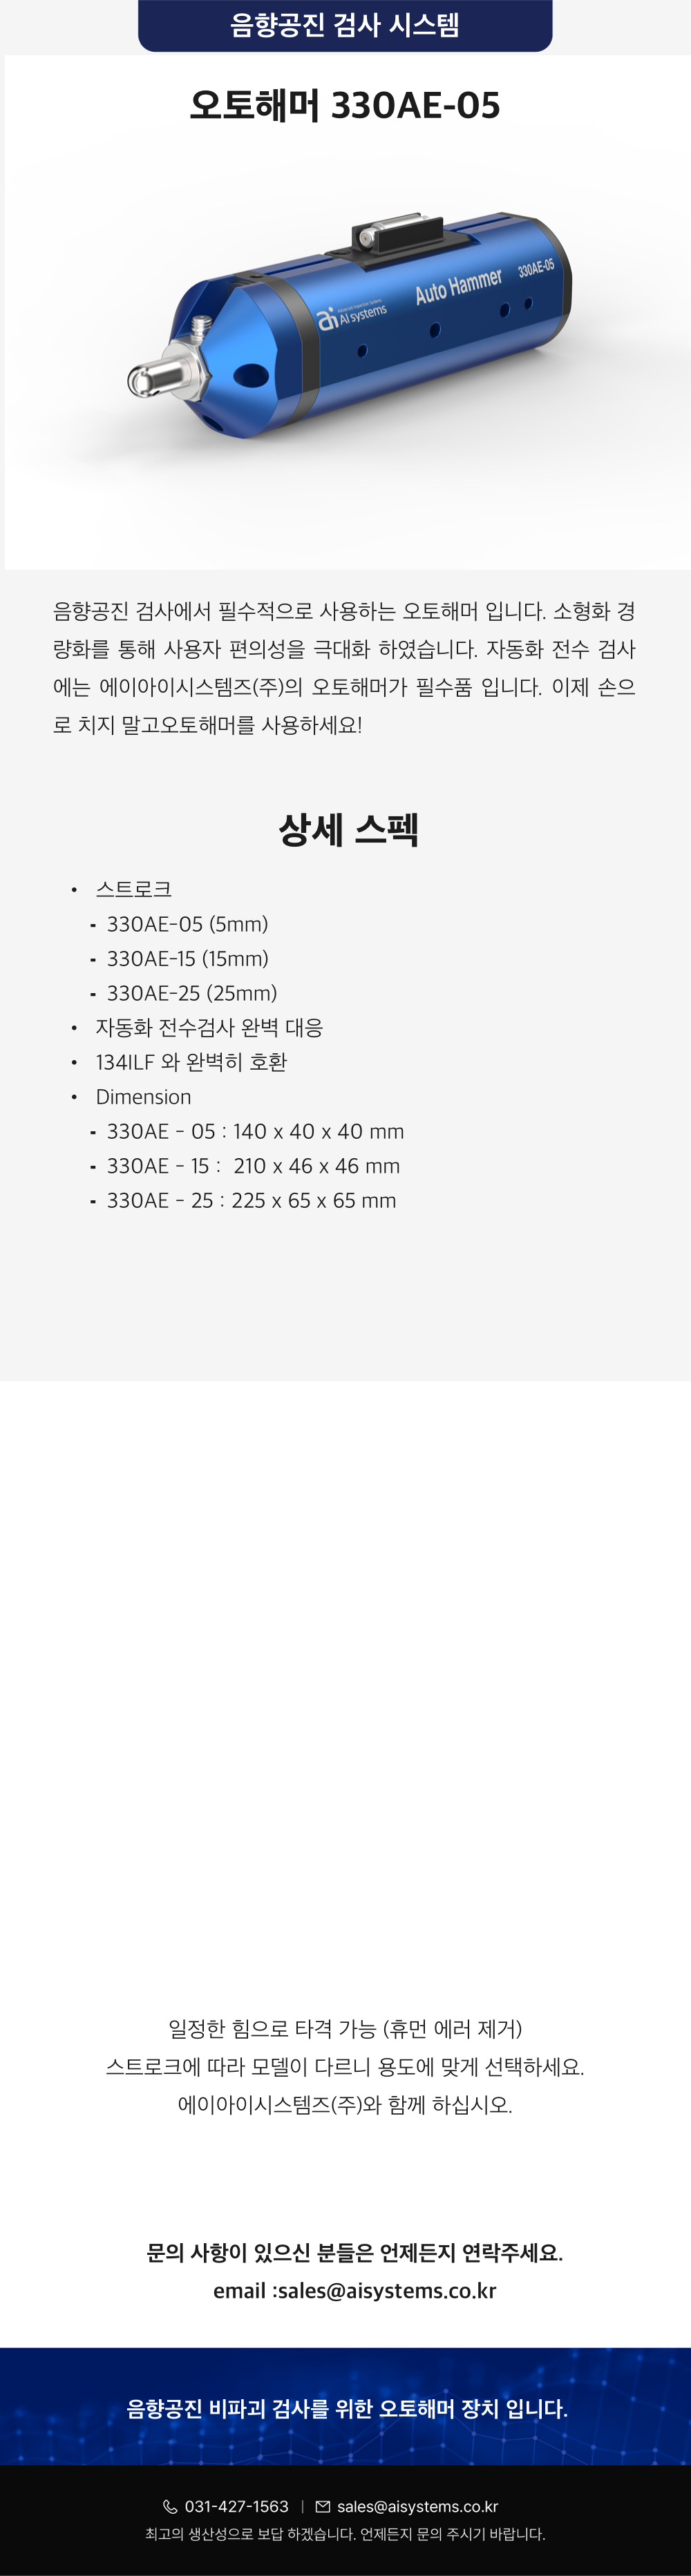 음향공진 검사 시스템
오토해머 330AE-05
Advanced Inspection Systems
ai AI systems
Auto Hammer
330AE-05
음향공진 검사에서 필수적으로 사용하는 오토해머 입니다. 소형화 경
량화를 통해 사용자 편의성을 극대화 하였습니다. 자동화 전수 검사
에는 에이아이시스템즈(주)의 오토해머가 필수품 입니다. 이제 손으
로 치지 말고오토해머를 사용하세요!
상세 스펙
• 스트로크
- 330AE-05 (5mm)
- 330AE-15 (15mm)
- 330AE-25 (25mm)
• 자동화 전수검사 완벽 대응
• 134ILF 와 완벽히 호환
• Dimension
- 330AE - 05 : 140 x 40 x 40 mm
- 330AE - 15 : 210 x 46 x 46 mm
- 330AE - 25 : 225 x 65 x 65 mm
일정한 힘으로 타격 가능 (휴먼 에러 제거)
스트로크에 따라 모델이 다르니 용도에 맞게 선택하세요.
에이아이시스템즈(주)와 함께 하십시오.
문의 사항이 있으신 분들은 언제든지 연락주세요.
email :sales@aisystems.co.kr
음향공진 비파괴 검사를 위한 오토해머 장치 입니다.
031-427-1563 | sales@aisystems.co.kr
최고의 생산성으로 보답 하겠습니다. 언제든지 문의 주시기 바랍니다.